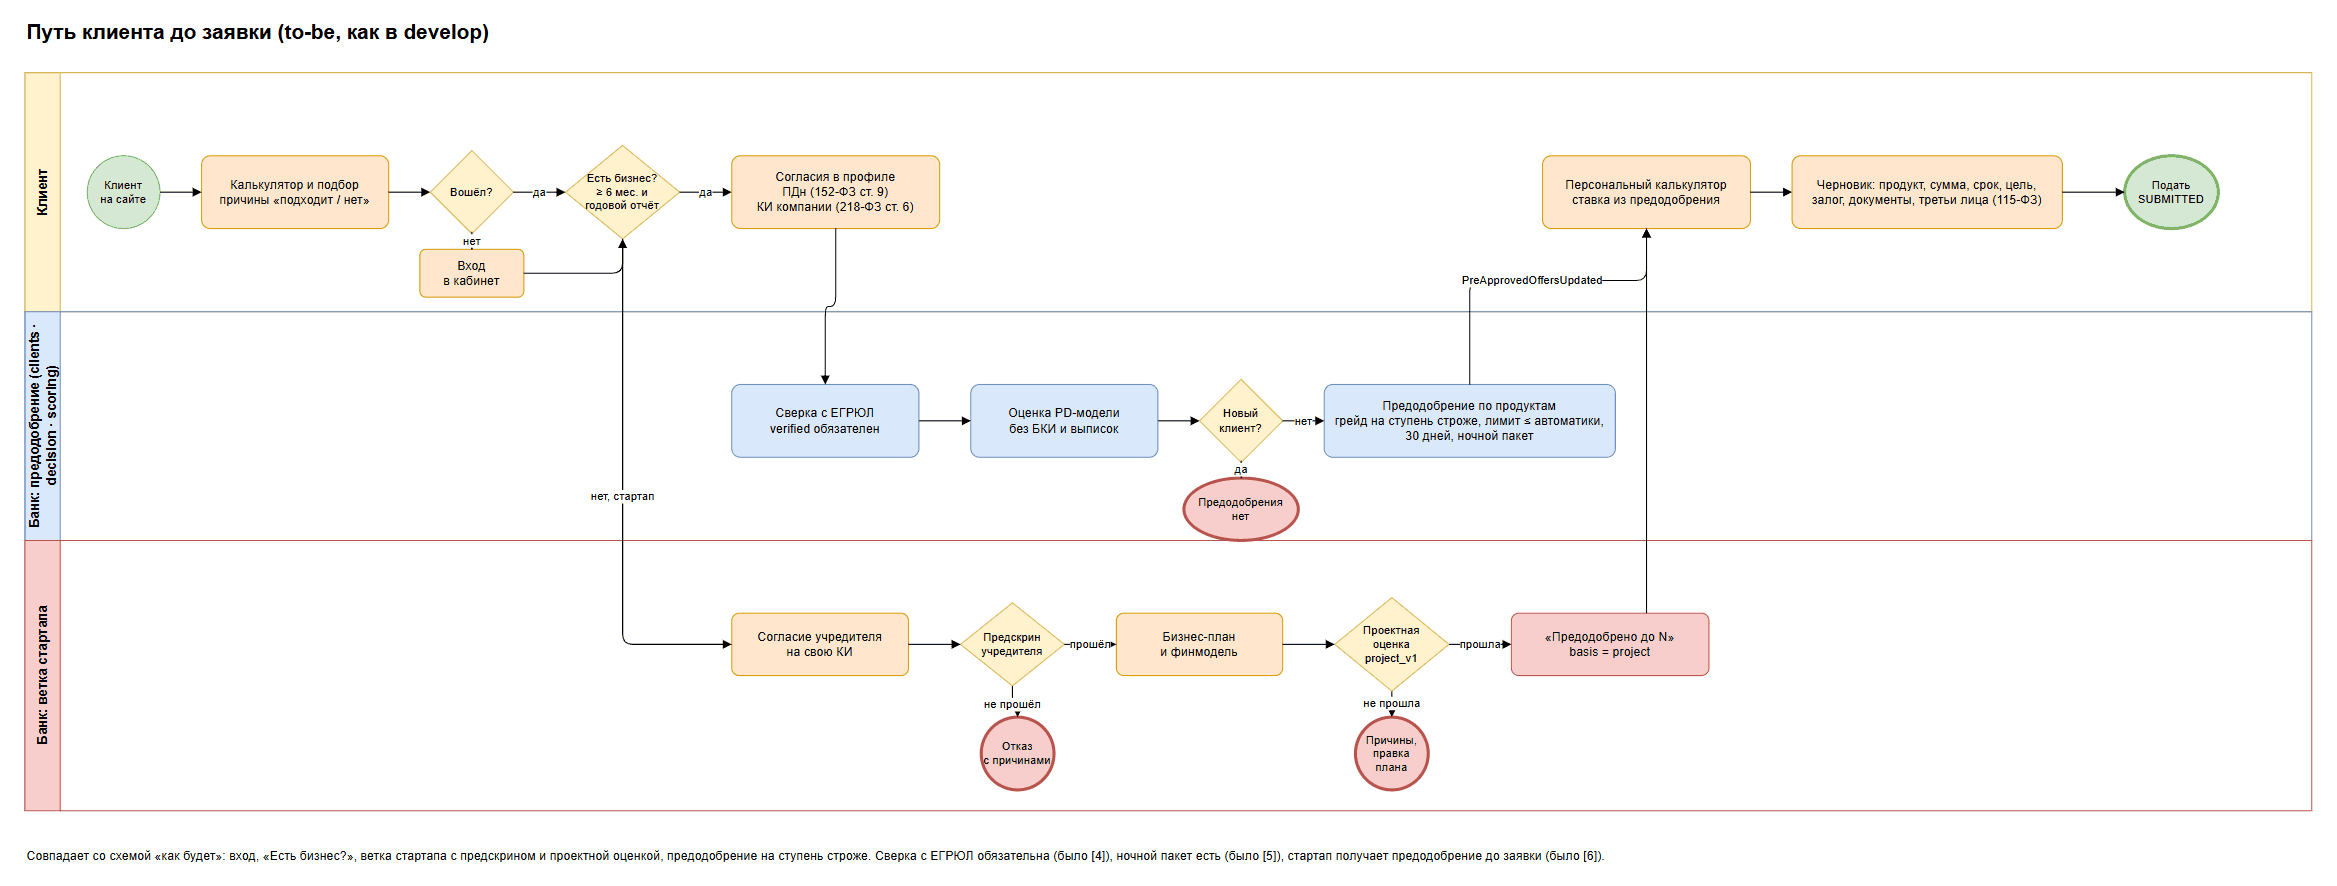 Путь клиента до заявки (to-be, как в develop)
Клиент
Клиент
на сайте
Калькулятор и подбор
причины «подходит / нет»
Вошёл?
да
нет
Вход
в кабинет
Есть бизнес?
≥ 6 мес. и
годовой отчёт
да
Согласия в профиле
ПДн (152-ФЗ ст. 9)
КИ компании (218-ФЗ ст. 6)
Персональный калькулятор
ставка из предодобрения
Черновик: продукт, сумма, срок, цель,
залог, документы, третьи лица (115-ФЗ)
Подать
SUBMITTED
PreApprovedOffersUpdated
Банк: предодобрение (clients ·
decision · scoring)
Сверка с ЕГРЮЛ
verified обязателен
Оценка PD-модели
без БКИ и выписок
Новый
клиент?
нет
да
Предодобрения
нет
Предодобрение по продуктам
грейд на ступень строже, лимит ≤ автоматики,
30 дней, ночной пакет
нет, стартап
Банк: ветка стартапа
Согласие учредителя
на свою КИ
Предскрин
учредителя
прошёл
не прошёл
Отказ
с причинами
Бизнес-план
и финмодель
Проектная
оценка
project_v1
прошла
не прошла
Причины,
правка
плана
«Предодобрено до N»
basis = project
Совпадает со схемой «как будет»: вход, «Есть бизнес?», ветка стартапа с предскрином и проектной оценкой, предодобрение на ступень строже. Сверка с ЕГРЮЛ обязательна (было [4]), ночной пакет есть (было [5]), стартап получает предодобрение до заявки (было [6]).